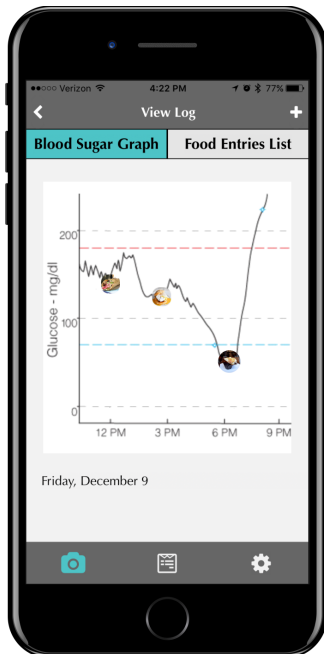 Verizon 4:22 PM 77%
View Log +
Blood Sugar Graph Food Entries List
Glucose - mg/dl
200
100
0
12 PM 3 PM 6 PM 9 PM
Friday, December 9